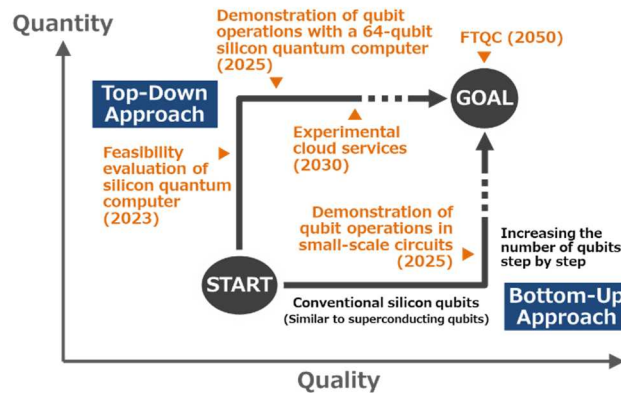 Quantity
Demonstration of qubit
operations with a 64-qubit
silicon quantum computer
(2025)
FTQC (2050)
Top-Down
Approach
GOAL
Feasibility
evaluation of
silicon quantum
computer
(2023)
Experimental
cloud services
(2030)
Demonstration of
qubit operations in
small-scale circuits
(2025)
Increasing the
number of qubits
step by step
START
Conventional silicon qubits
(Similar to superconducting qubits)
Bottom-Up
Approach
Quality